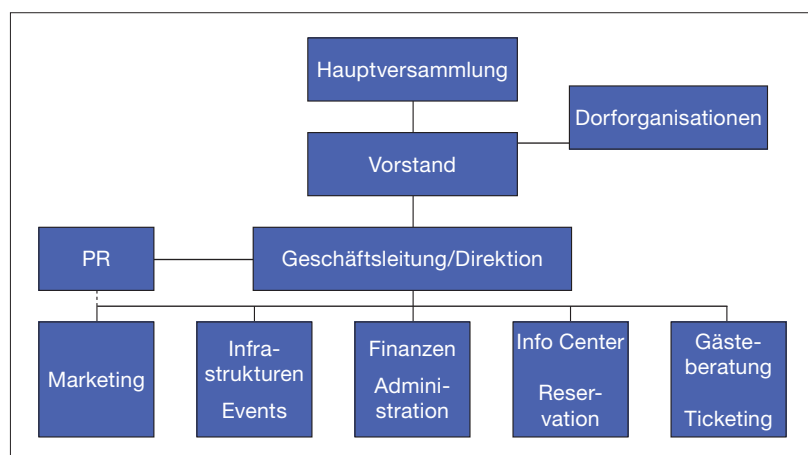 Hauptversammlung
Dorforganisationen
Vorstand
PR
Geschäftsleitung/Direktion
Marketing
Infra-
strukturen
Events
Finanzen
Admini-
stration
Info Center
Reser-
vation
Gäste-
beratung
Ticketing